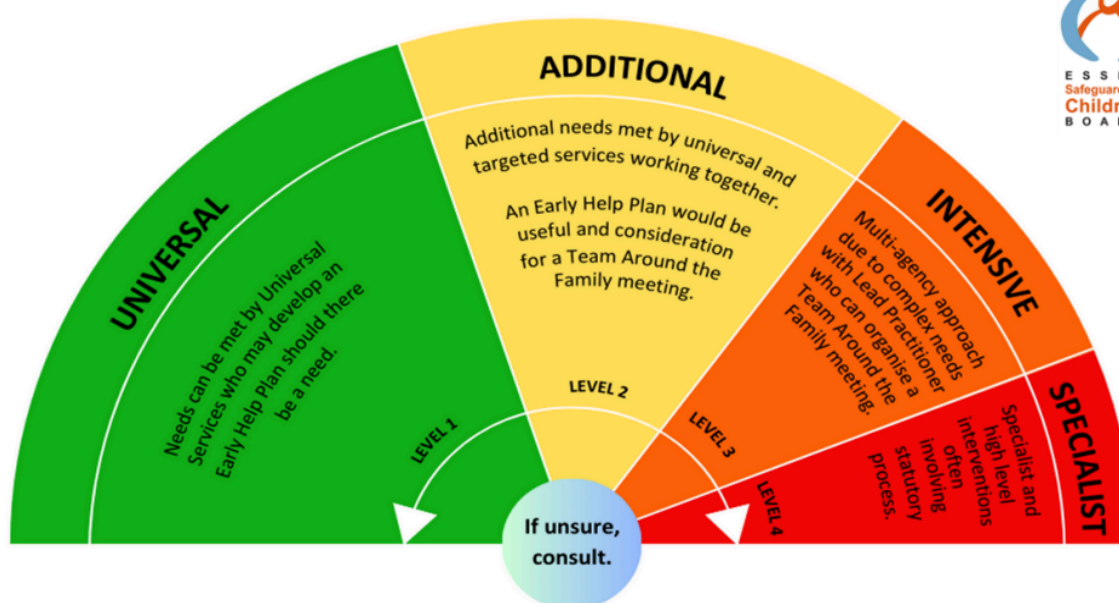 UNIVERSAL
Needs can be met by Universal
Services who may develop an
Early Help Plan should there
be a need.
LEVEL 1
ADDITIONAL
Additional needs met by universal and
targeted services working together.
An Early Help Plan would be
useful and consideration
for a Team Around the
Family meeting.
LEVEL 2
INTENSIVE
Multi-agency approach
due to complex needs
with Lead Practitioner
who can organise a
Team Around the
Family meeting.
LEVEL 3
SPECIALIST
Specialist and
high level
interventions
often
involving
statutory
process.
LEVEL 4
If unsure,
consult.